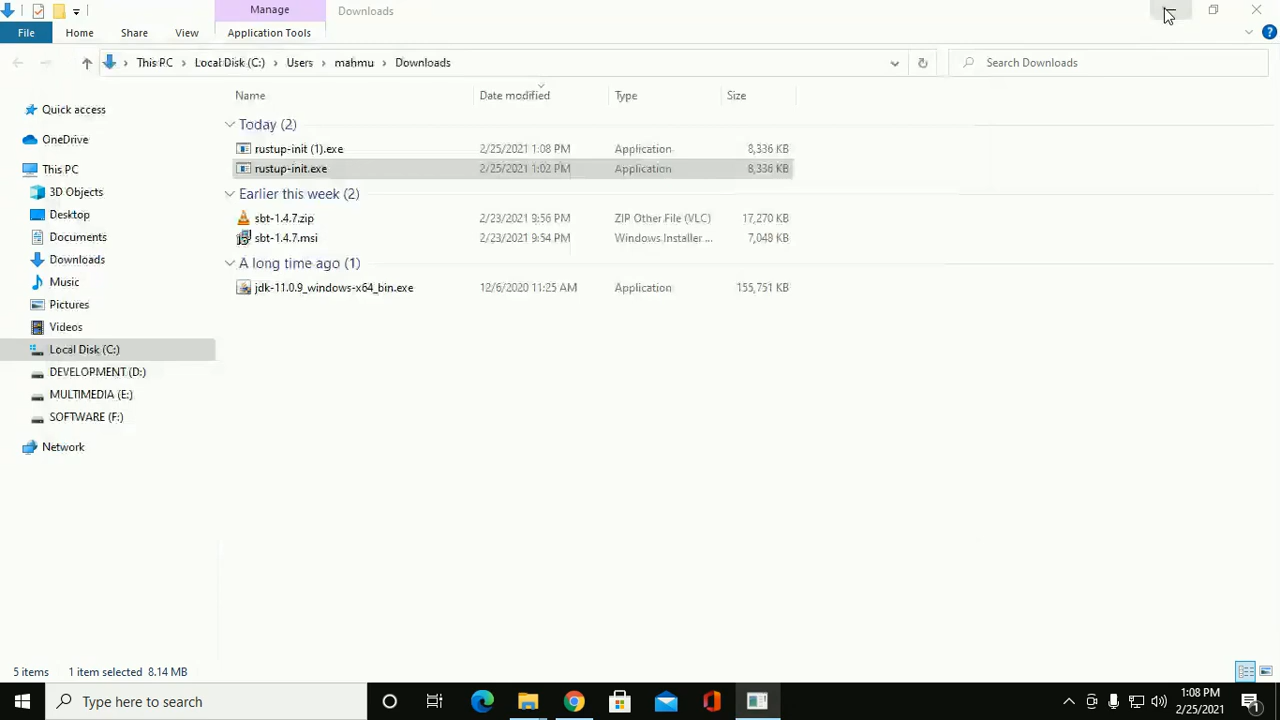 Manage
Downloads
File
Home
Share
View
Application Tools
This PC
Local Disk (C:)
Users
mahmu
Downloads
Search Downloads
Name
Date modified
Type
Size
Quick access
OneDrive
This PC
3D Objects
Desktop
Documents
Downloads
Music
Pictures
Videos
Local Disk (C:)
DEVELOPMENT (D:)
MULTIMEDIA (E:)
SOFTWARE (F:)
Network
Today (2)
rustup-init (1).exe 2/25/2021 1:08 PM Application 8,336 KB
rustup-init.exe 2/25/2021 1:02 PM Application 8,336 KB
Earlier this week (2)
sbt-1.4.7.zip 2/23/2021 9:56 PM ZIP Other File (VLC) 17,270 KB
sbt-1.4.7.msi 2/23/2021 9:54 PM Windows Installer ... 7,048 KB
A long time ago (1)
jdk-11.0.9_windows-x64_bin.exe 12/6/2020 11:25 AM Application 155,751 KB
5 items
1 item selected 8.14 MB
Type here to search
1:08 PM
2/25/2021
1